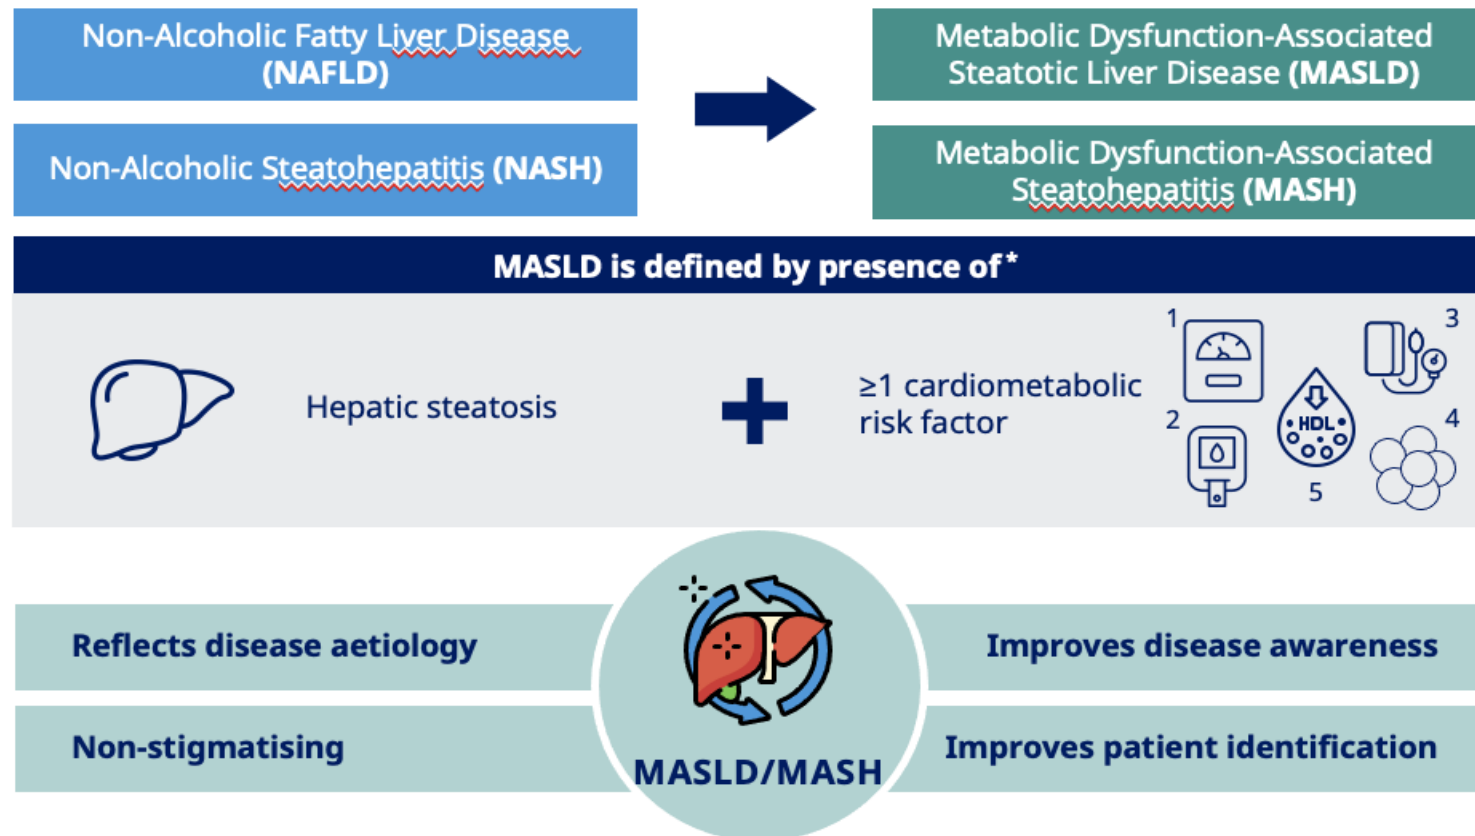 Non-Alcoholic Fatty Liver Disease
(NAFLD)
Metabolic Dysfunction-Associated
Steatotic Liver Disease (MASLD)
Non-Alcoholic Steatohepatitis (NASH)
Metabolic Dysfunction-Associated
Steatohepatitis (MASH)
MASLD is defined by presence of*
Hepatic steatosis
≥1 cardiometabolic
risk factor
1
2
3
4
HDL
5
Reflects disease aetiology
Non-stigmatising
Improves disease awareness
Improves patient identification
MASLD/MASH